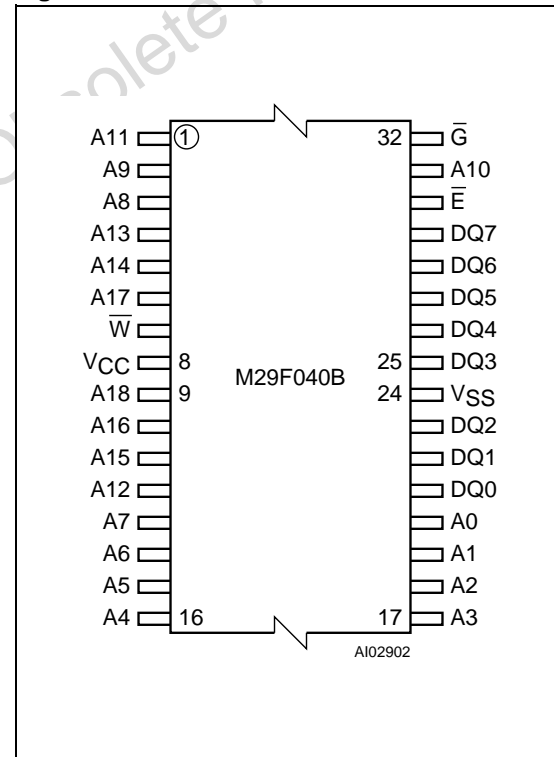 A11 1 32 G̅
A9 A10
A8 E̅
A13 DQ7
A14 DQ6
A17 DQ5
W̅ DQ4
VCC 8 25 DQ3
M29F040B
A18 9 24 VSS
A16 DQ2
A15 DQ1
A12 DQ0
A7 A0
A6 A1
A5 A2
A4 16 17 A3
AI02902